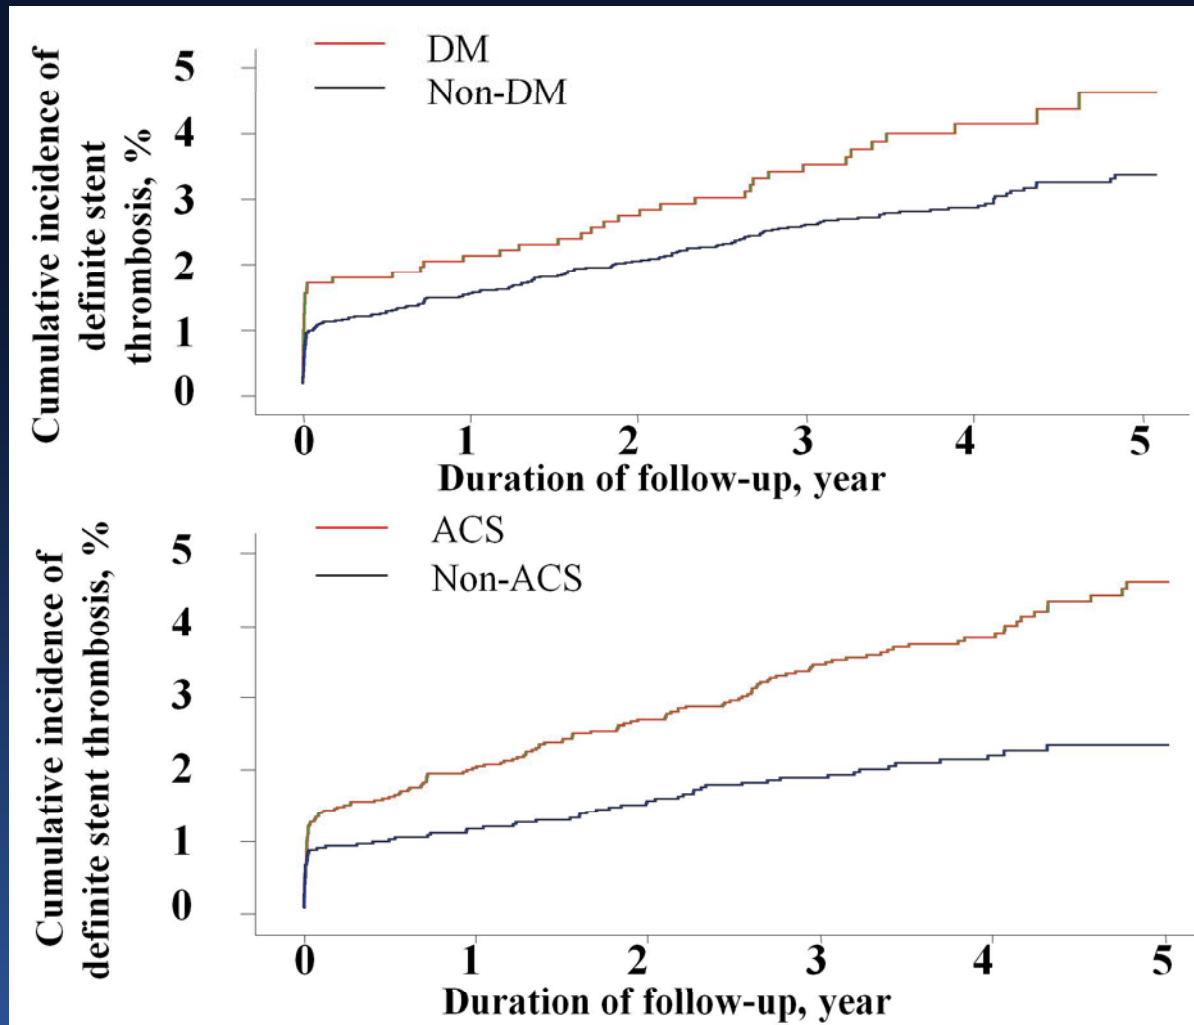 DM
Non-DM
Cumulative incidence of
definite stent
thrombosis, %
5
4
3
2
1
0
0 1 2 3 4 5
Duration of follow-up, year
ACS
Non-ACS
Cumulative incidence of
definite stent thrombosis, %
5
4
3
2
1
0
0 1 2 3 4 5
Duration of follow-up, year